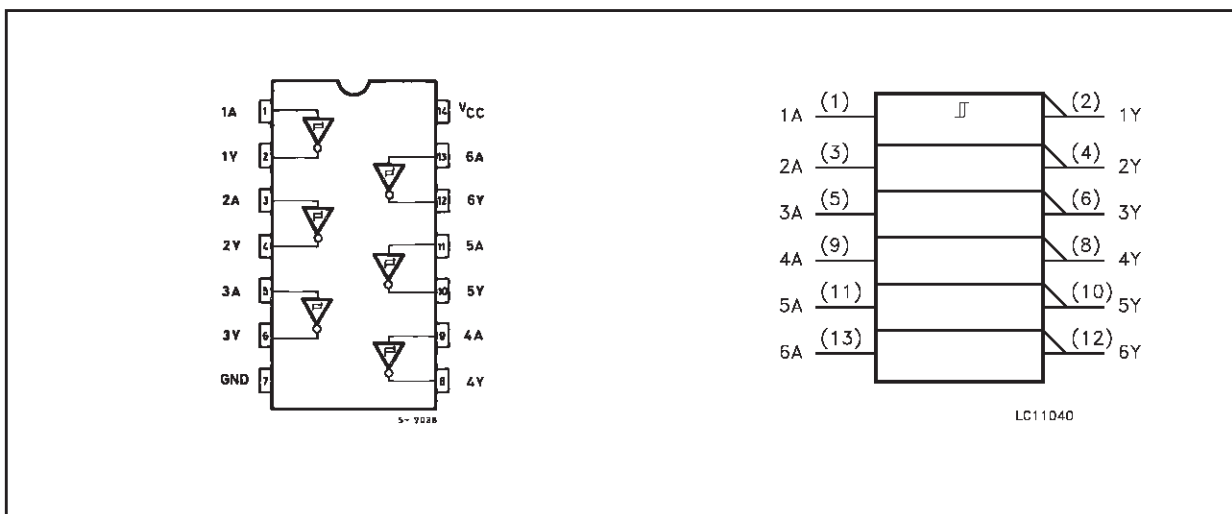 1A 1 14 VCC
1Y 2 13 6A
2A 3 12 6Y
2Y 4 11 5A
3A 5 10 5Y
3Y 6 9 4A
GND 7 8 4Y
1A (1) (2) 1Y
2A (3) (4) 2Y
3A (5) (6) 3Y
4A (9) (8) 4Y
5A (11) (10) 5Y
6A (13) (12) 6Y
LC11040